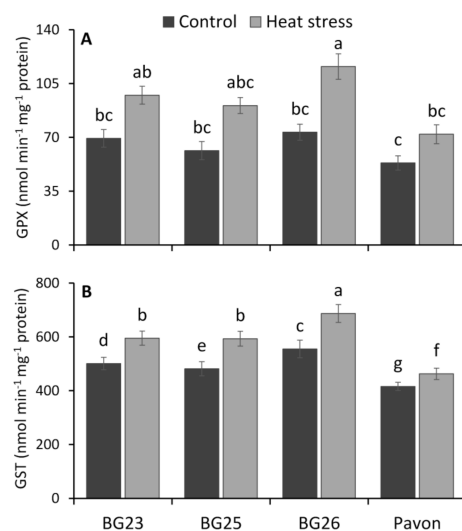 Control Heat stress
A
GPX (nmol min⁻¹ mg⁻¹ protein)
140
105
70
35
0
bc ab bc abc bc a c bc
B
GST (nmol min⁻¹ mg⁻¹ protein)
800
600
400
200
0
d b e b c a g f
BG23 BG25 BG26 Pavon